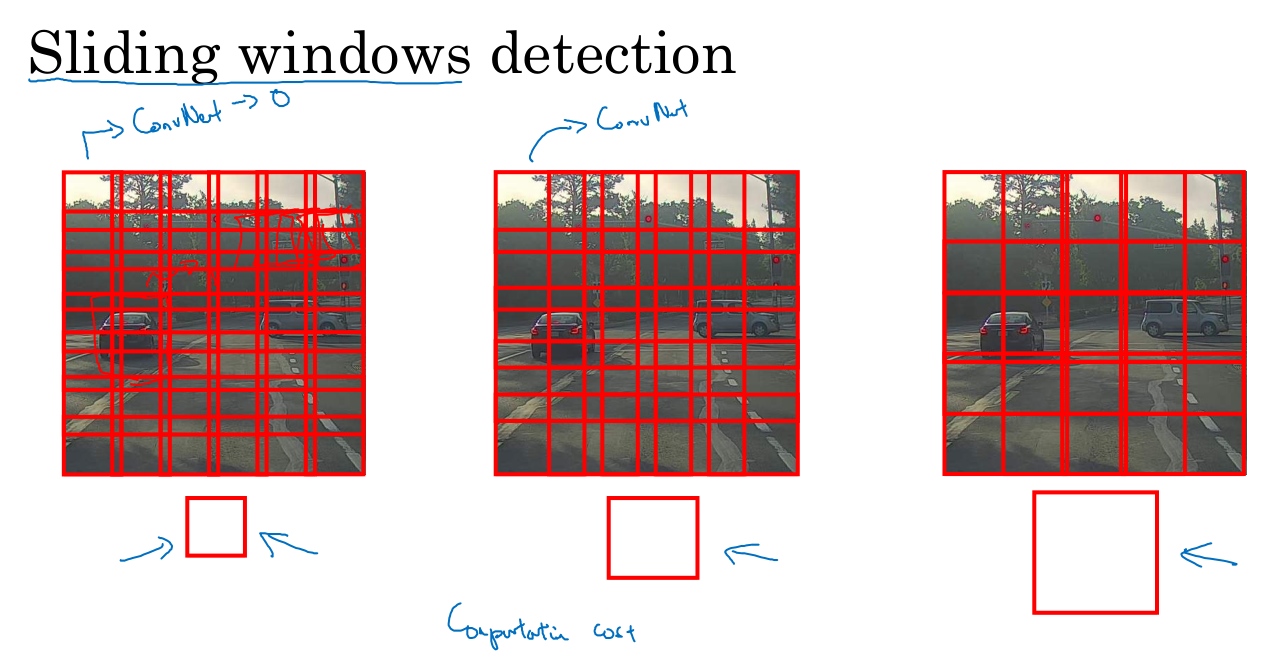 Sliding windows detection
→ ConvNet → 0
→ ConvNet
Computation cost